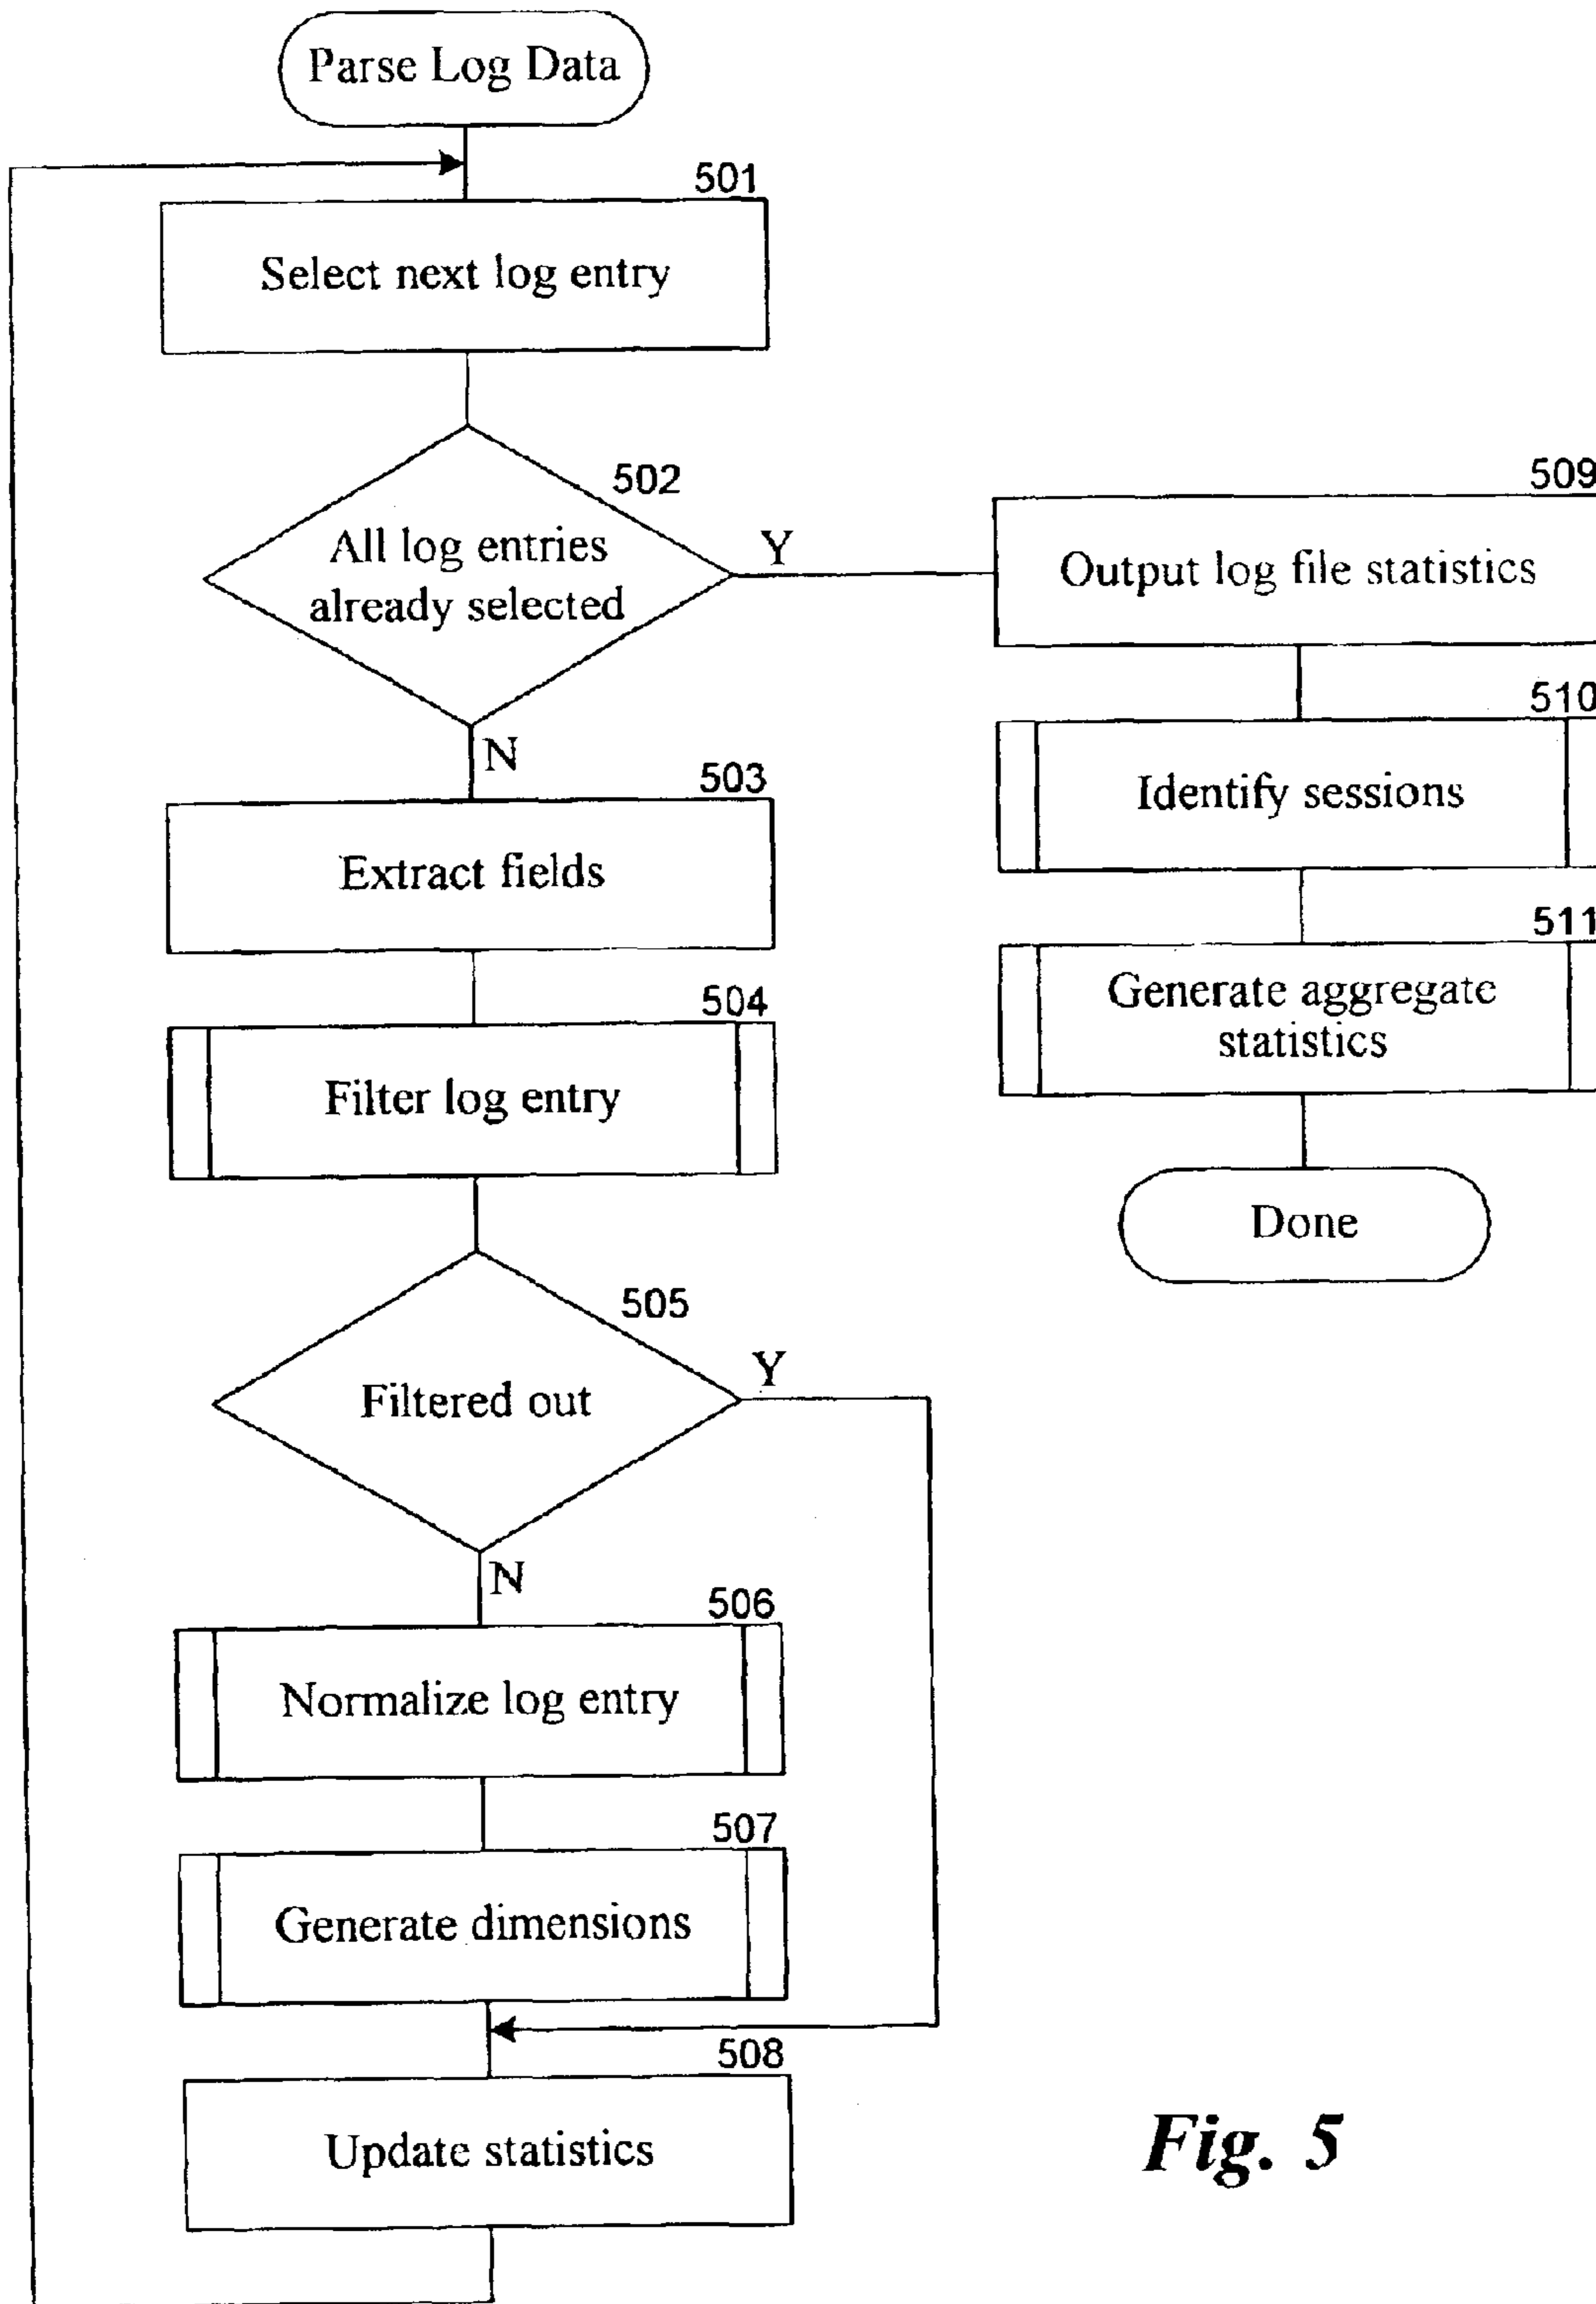 Parse Log Data
501
Select next log entry
502
All log entries
already selected
Y
N
503
Extract fields
504
Filter log entry
505
Filtered out
Y
N
506
Normalize log entry
507
Generate dimensions
508
Update statistics
509
Output log file statistics
510
Identify sessions
511
Generate aggregate
statistics
Done
Fig. 5